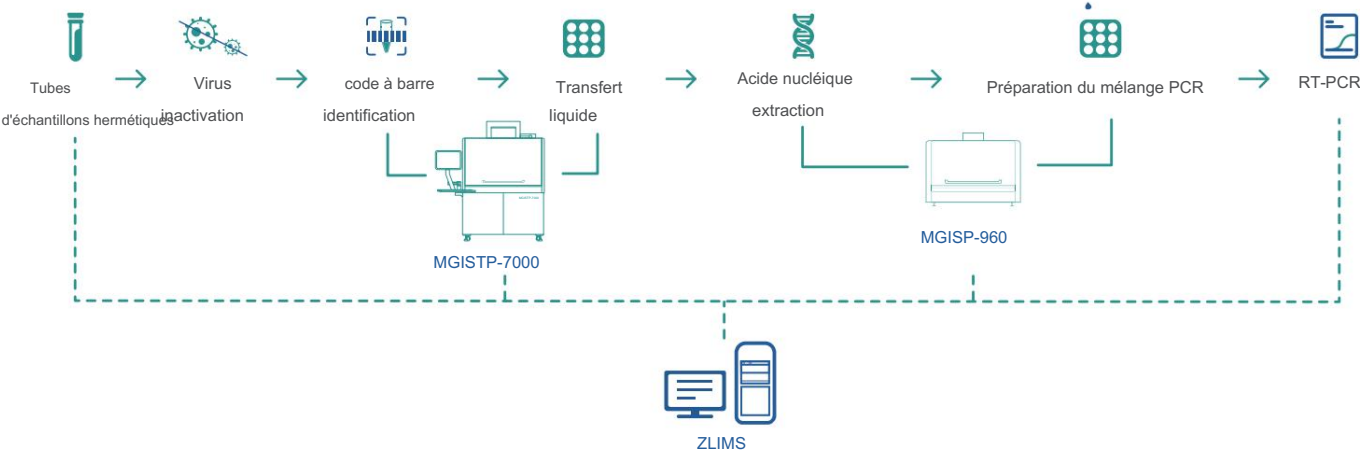 Tubes
d'échantillons hermétiques
Virus
inactivation
code à barre
identification
Transfert
liquide
Acide nucléique
extraction
Préparation du mélange PCR
RT-PCR
MGISTP-7000
MGISP-960
ZLIMS